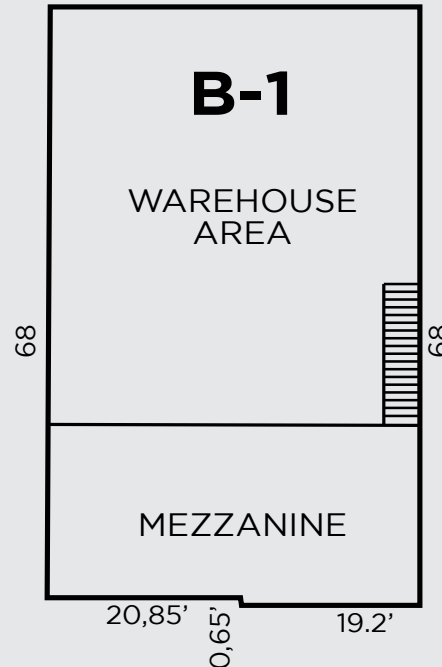 B-1
WAREHOUSE
AREA
68
68
MEZZANINE
20,85’
0,65’
19.2’